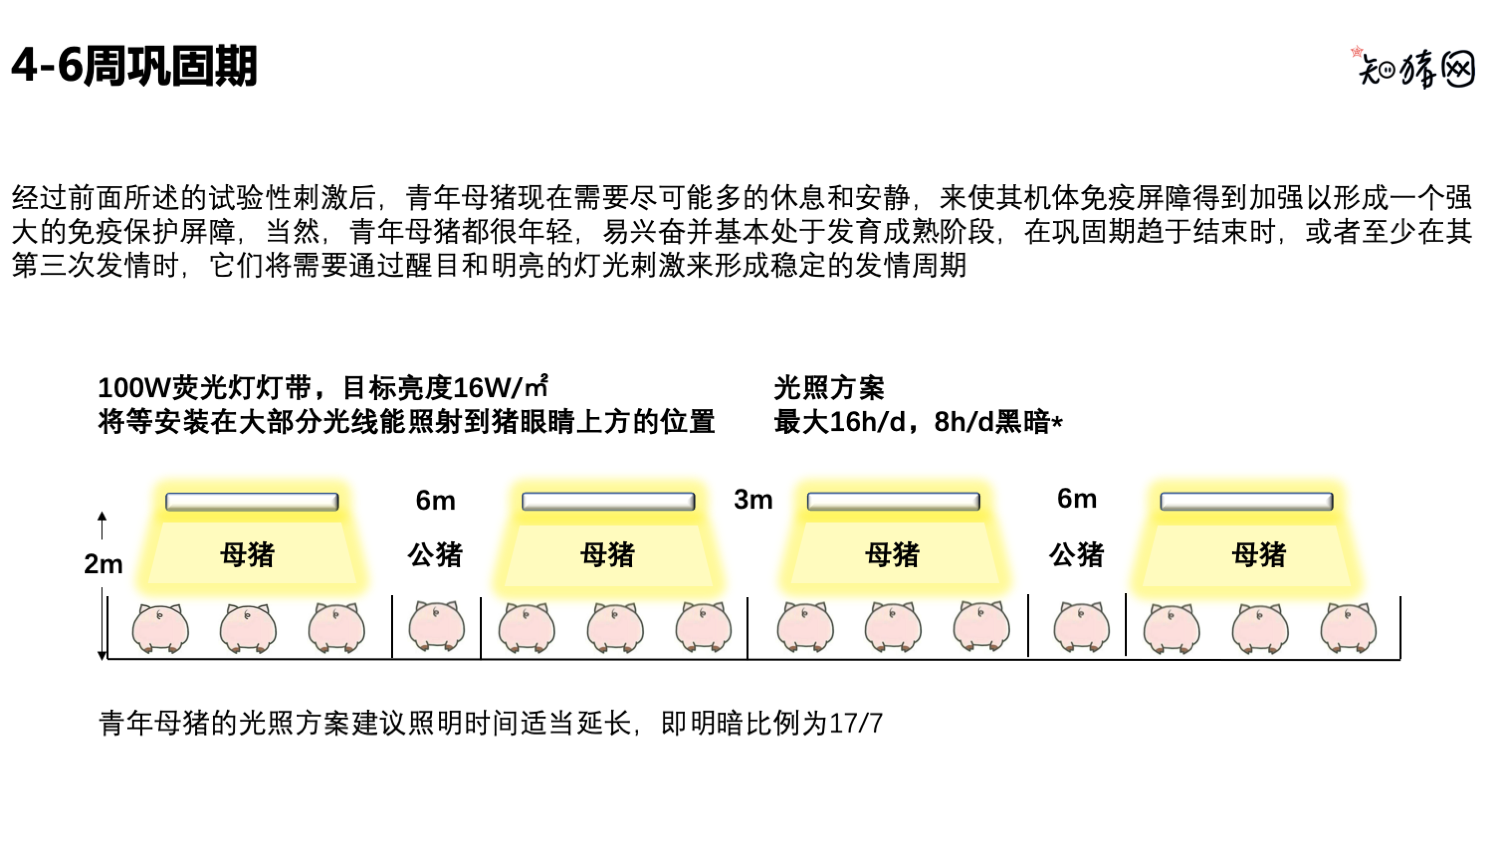 4-6周巩固期
知猪网
经过前面所述的试验性刺激后，青年母猪现在需要尽可能多的休息和安静，来使其机体免疫屏障得到加强以形成一个强
大的免疫保护屏障，当然，青年母猪都很年轻，易兴奋并基本处于发育成熟阶段，在巩固期趋于结束时，或者至少在其
第三次发情时，它们将需要通过醒目和明亮的灯光刺激来形成稳定的发情周期
100W荧光灯灯带，目标亮度16W/㎡
将等安装在大部分光线能照射到猪眼睛上方的位置
光照方案
最大16h/d，8h/d黑暗*
6m
3m
6m
2m
母猪
公猪
母猪
母猪
公猪
母猪
青年母猪的光照方案建议照明时间适当延长，即明暗比例为17/7